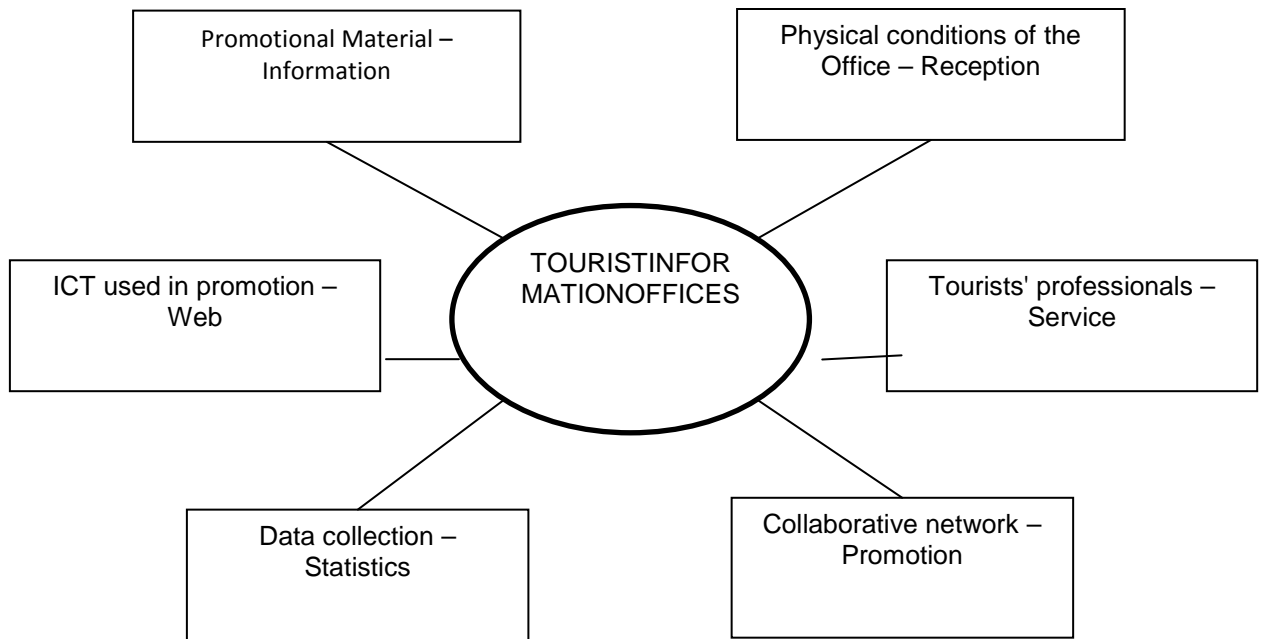 Promotional Material –
Information
Physical conditions of the
Office – Reception
TOURISTINFOR
MATIONOFFICES
ICT used in promotion –
Web
Tourists' professionals –
Service
Data collection –
Statistics
Collaborative network –
Promotion